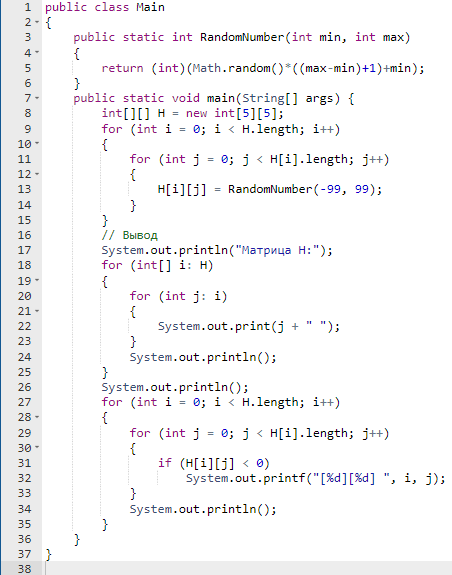 1 public class Main
2 {
3     public static int RandomNumber(int min, int max)
4     {
5         return (int)(Math.random()*((max-min)+1)+min);
6     }
7     public static void main(String[] args) {
8         int[][] H = new int[5][5];
9         for (int i = 0; i < H.length; i++)
10         {
11             for (int j = 0; j < H[i].length; j++)
12             {
13                 H[i][j] = RandomNumber(-99, 99);
14             }
15         }
16         // Вывод
17         System.out.println("Матрица H:");
18         for (int[] i: H)
19         {
20             for (int j: i)
21             {
22                 System.out.print(j + " ");
23             }
24             System.out.println();
25         }
26         System.out.println();
27         for (int i = 0; i < H.length; i++)
28         {
29             for (int j = 0; j < H[i].length; j++)
30             {
31                 if (H[i][j] < 0)
32                     System.out.printf("[%d][%d] ", i, j);
33             }
34             System.out.println();
35         }
36     }
37 }
38